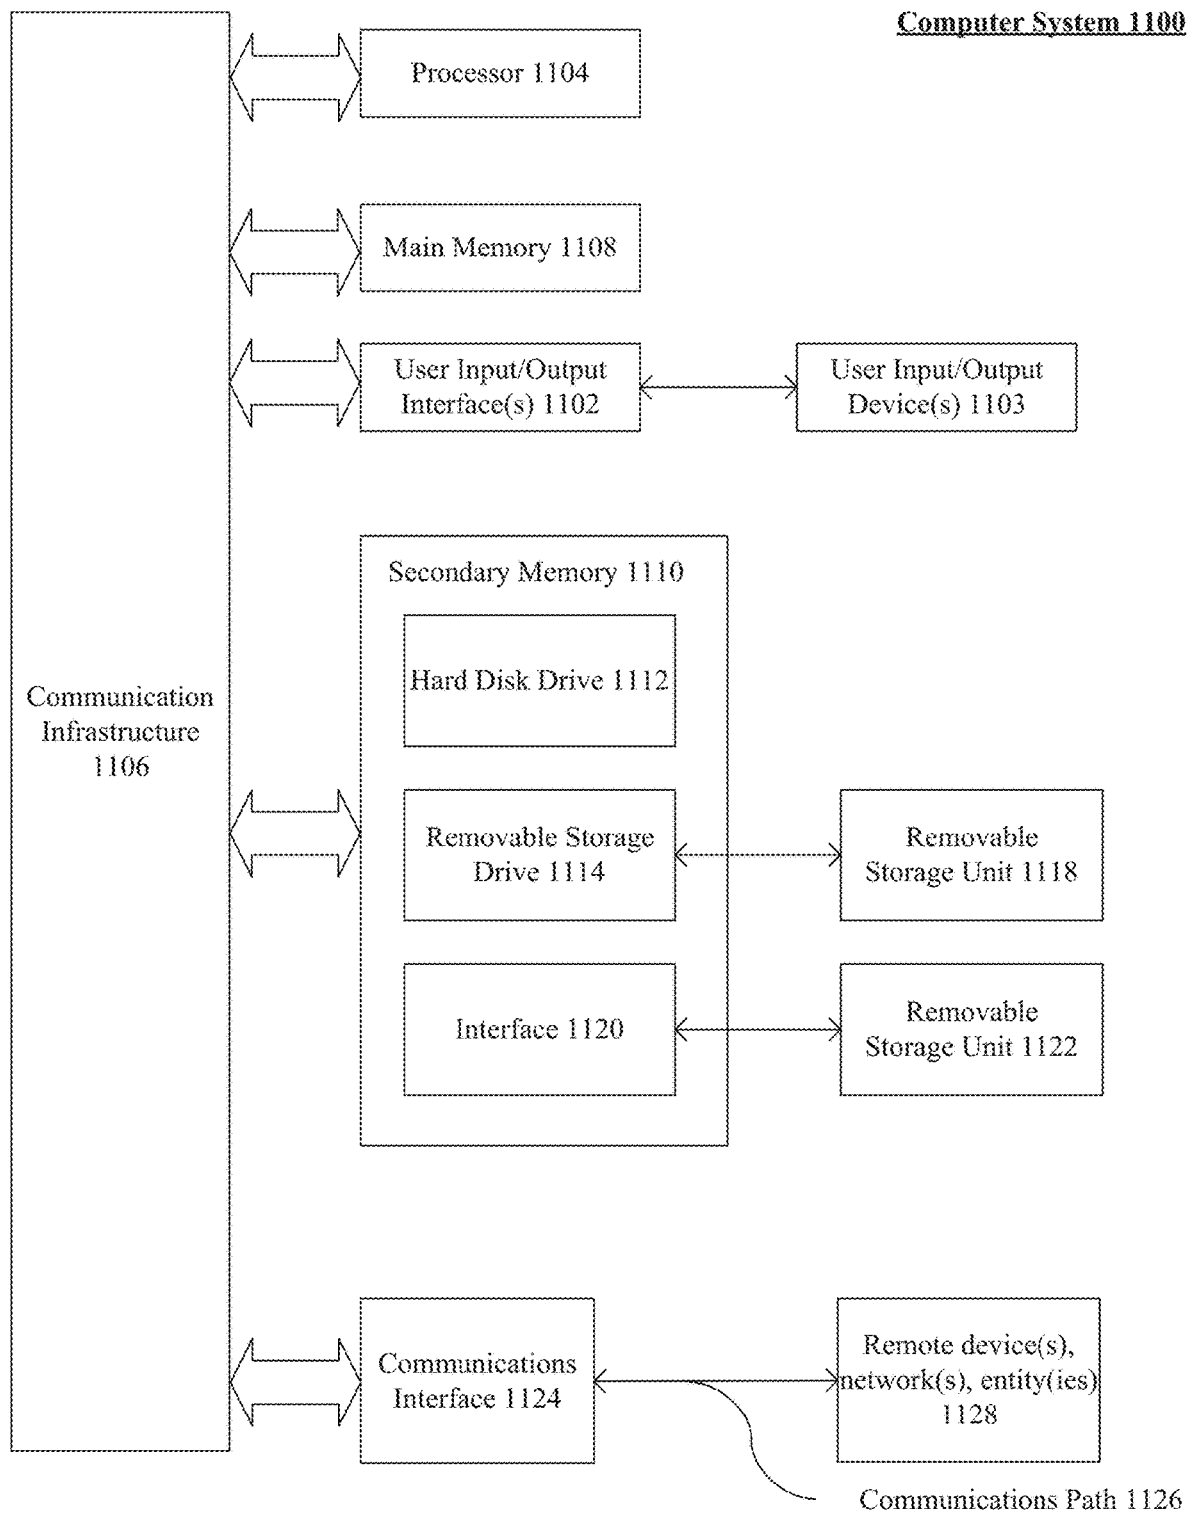 Computer System 1100
Processor 1104
Main Memory 1108
User Input/Output
Interface(s) 1102
User Input/Output
Device(s) 1103
Secondary Memory 1110
Hard Disk Drive 1112
Communication
Infrastructure
1106
Removable Storage
Drive 1114
Removable
Storage Unit 1118
Interface 1120
Removable
Storage Unit 1122
Communications
Interface 1124
Remote device(s),
network(s), entity(ies)
1128
Communications Path 1126